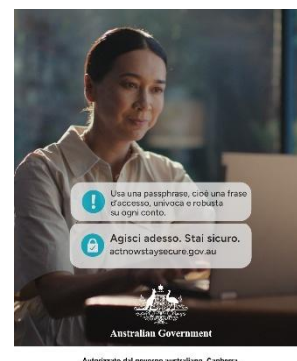 Usa una passphrase, cioè una frase
d'accesso, univoca e robusta
su ogni conto.
Agisci adesso. Stai sicuro.
actnowstaysecure.gov.au
Australian Government
Autorizzato dal governo australiano, Canberra